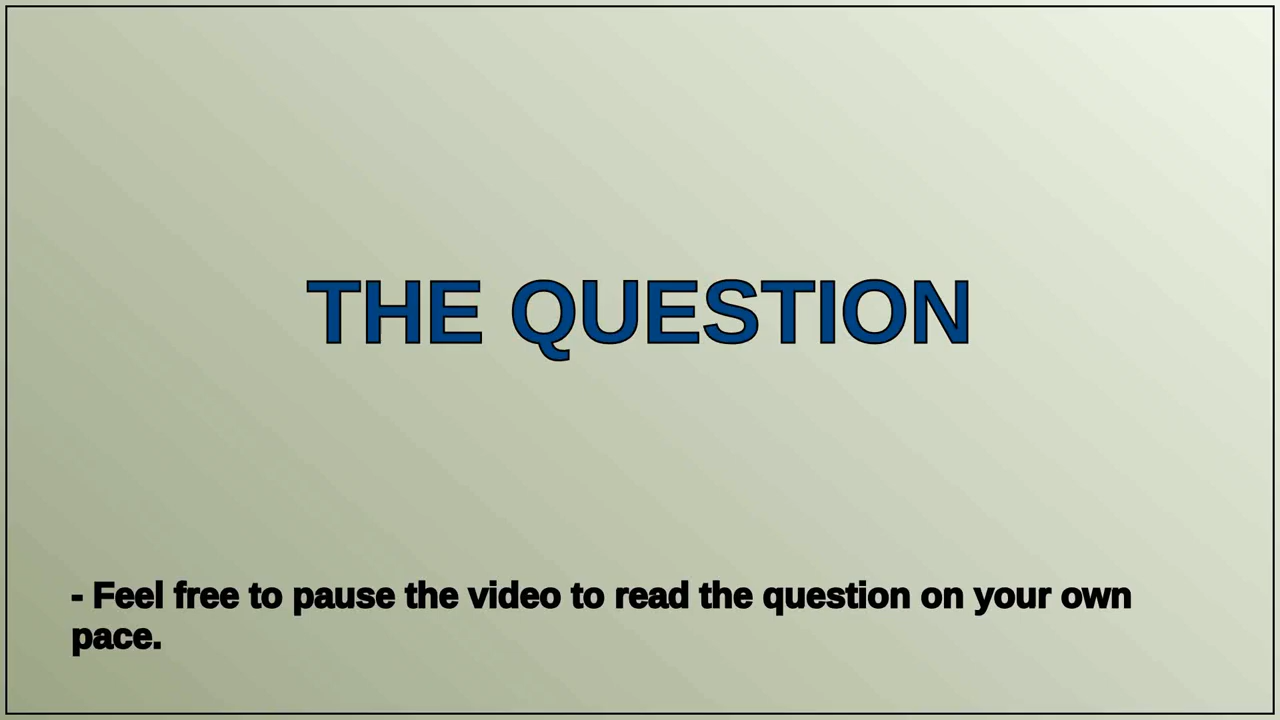 THE QUESTION
- Feel free to pause the video to read the question on your own
pace.